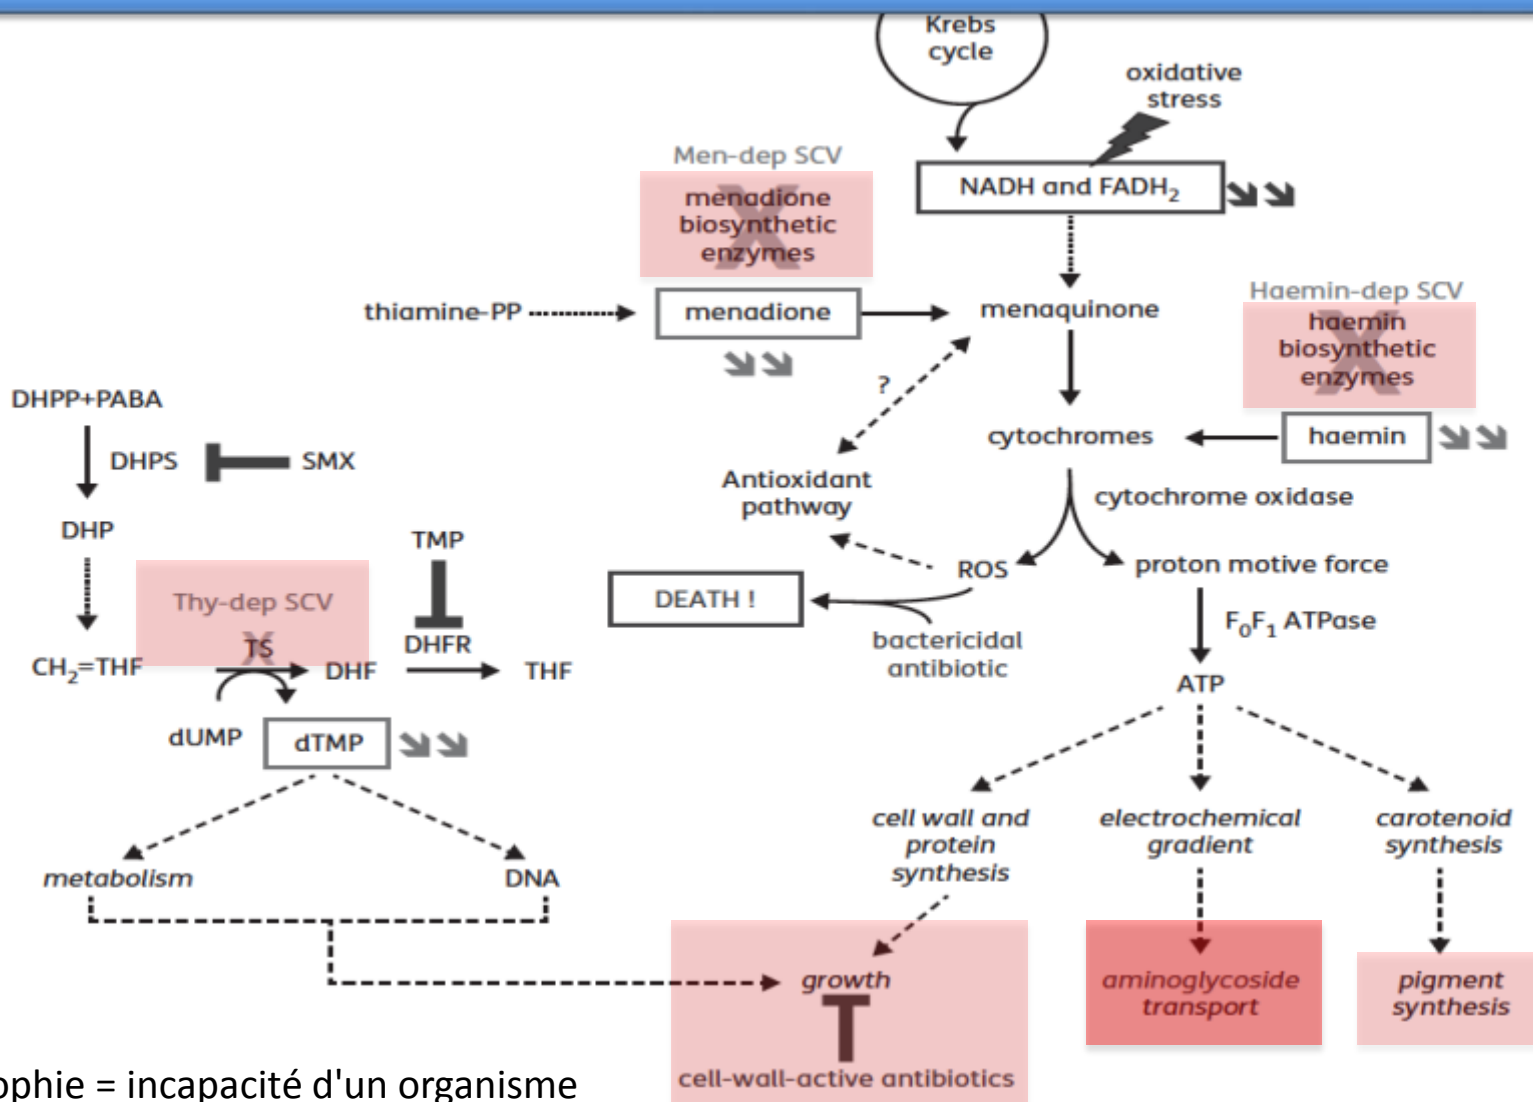 Krebs
cycle
oxidative
stress
NADH and FADH2
Men-dep SCV
menadione
biosynthetic
enzymes
X
thiamine-PP
menadione
menaquinone
Haemin-dep SCV
haemin
biosynthetic
enzymes
X
haemin
?
cytochromes
cytochrome oxidase
Antioxidant
pathway
ROS
proton motive force
DEATH !
bactericidal
antibiotic
F0F1 ATPase
ATP
DHPP+PABA
DHPS
SMX
DHP
TMP
Thy-dep SCV
TS
X
DHFR
CH2=THF
DHF
THF
dUMP
dTMP
metabolism
DNA
cell wall and
protein
synthesis
electrochemical
gradient
carotenoid
synthesis
growth
aminoglycoside
transport
pigment
synthesis
cell-wall-active antibiotics
ophie = incapacité d'un organisme